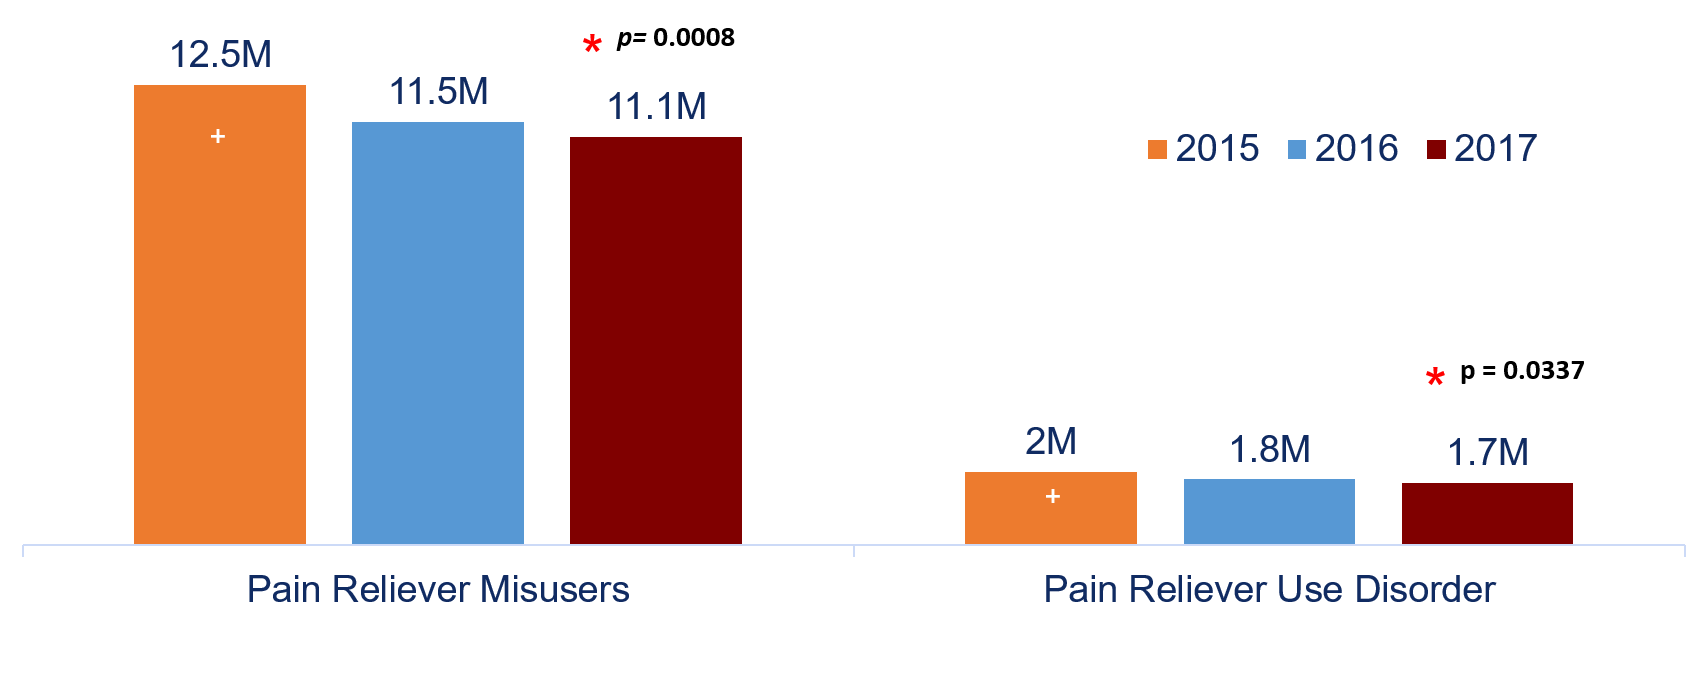 12.5M
* p= 0.0008
11.5M
11.1M
+
2015 2016 2017
* p = 0.0337
2M
1.8M
1.7M
+
Pain Reliever Misusers
Pain Reliever Use Disorder